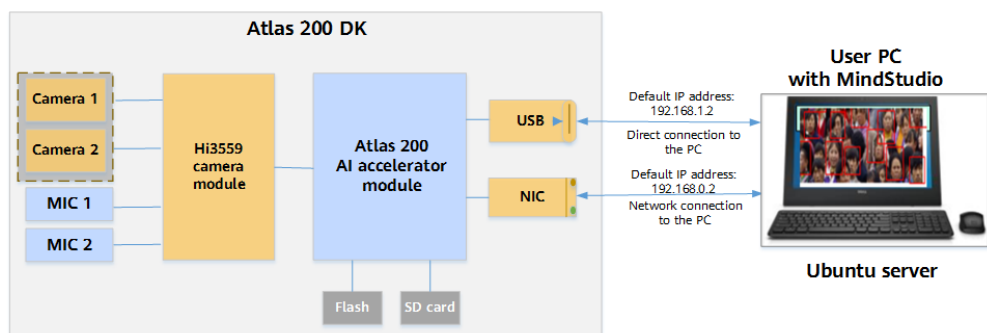 Atlas 200 DK
Camera 1
Camera 2
MIC 1
MIC 2
Hi3559
camera
module
Atlas 200
AI accelerator
module
Flash
SD card
USB
NIC
Default IP address:
192.168.1.2
Direct connection to
the PC
Default IP address:
192.168.0.2
Network connection
to the PC
User PC
with MindStudio
Ubuntu server